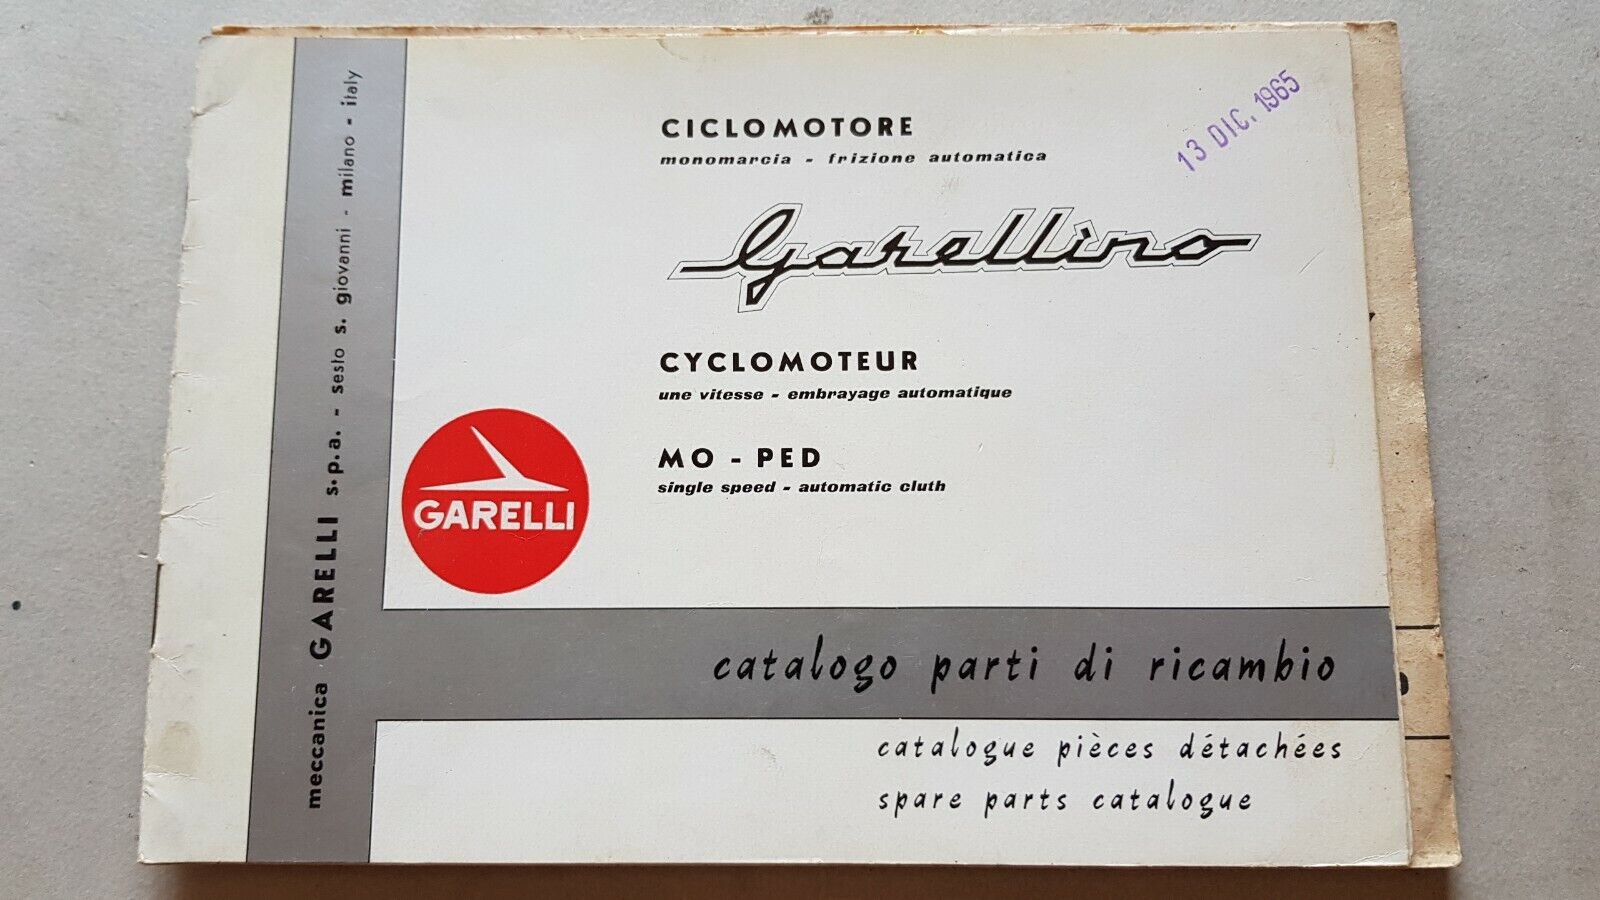 meccanica GARELLI s.p.a. - sesto s. giovanni - milano - italy
CICLOMOTORE
monomarcia - frizione automatica
13 DIC. 1965
Garellino
CYCLOMOTEUR
une vitesse - embrayage automatique
MO - PED
single speed - automatic cluth
GARELLI
catalogo parti di ricambio
catalogue pièces détachées
spare parts catalogue